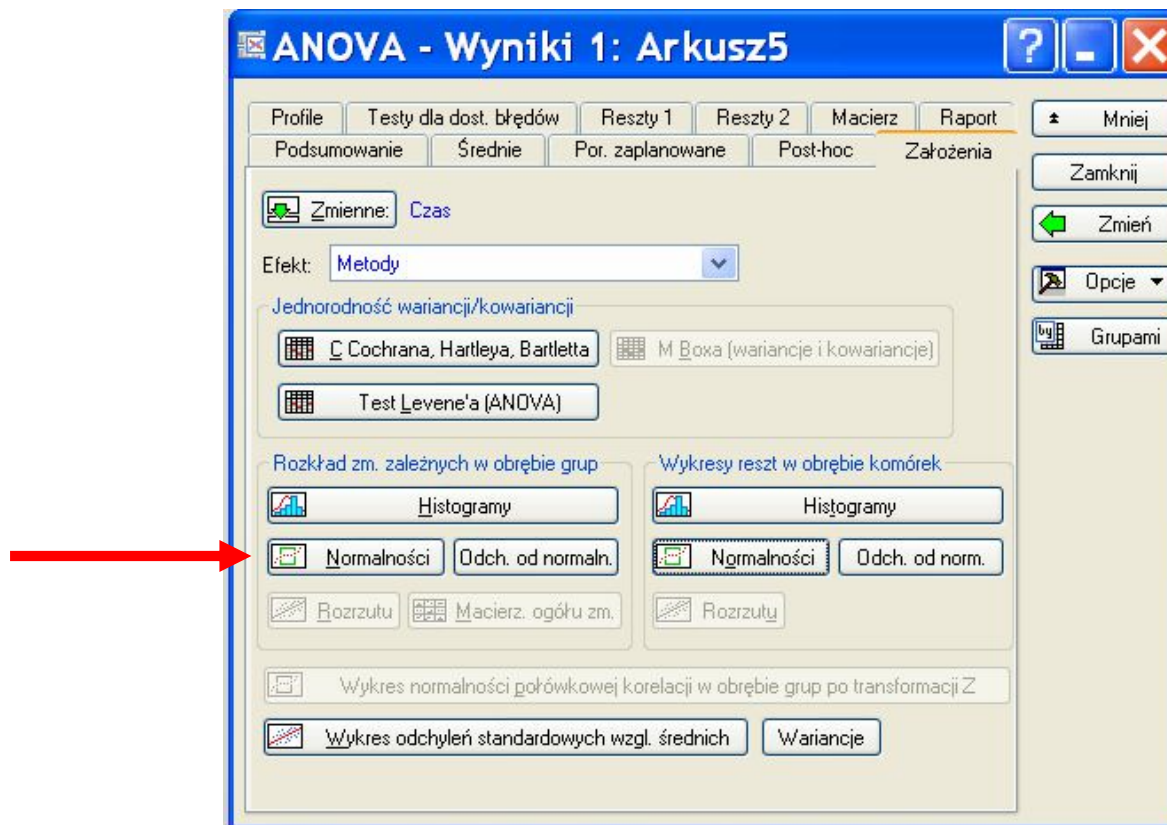 ANOVA - Wyniki 1: Arkusz5
Profile Testy dla dost. błędów Reszty 1 Reszty 2 Macierz Raport
Podsumowanie Średnie Por. zaplanowane Post-hoc Założenia
Mniej
Zamknij
Zmień
Opcje
by Grupami
Zmienne: Czas
Efekt: Metody
Jednorodność wariancji/kowariancji
C Cochrana, Hartleya, Bartletta M Boxa (wariancje i kowariancje)
Test Levene'a (ANOVA)
Rozkład zm. zależnych w obrębie grup
Histogramy
Normalności Odch. od normaln.
Rozrzutu Macierz. ogółu zm.
Wykresy reszt w obrębie komórek
Histogramy
Normalności Odch. od norm.
Rozrzutu
Wykres normalności połówkowej korelacji w obrębie grup po transformacji Z
Wykres odchyleń standardowych wzgl. średnich Wariancje